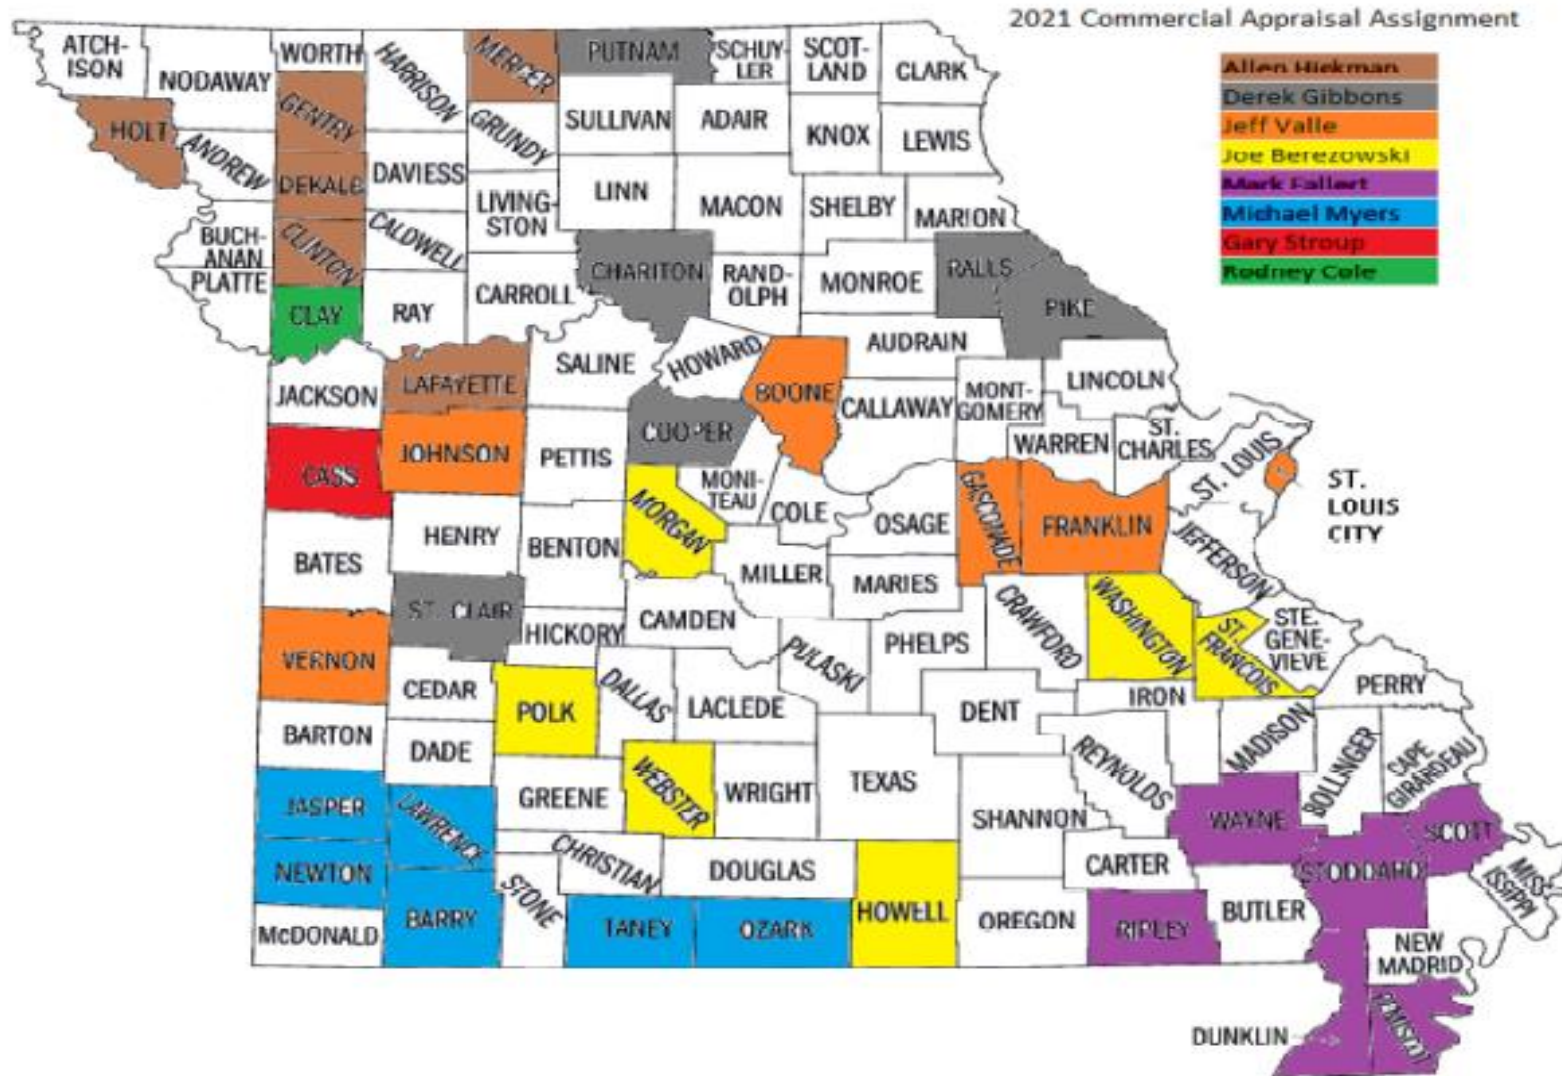 2021 Commercial Appraisal Assignment
Allen Hickman
Derek Gibbons
Jeff Valle
Joe Berezowski
Mark Fallert
Michael Myers
Gary Stroup
Rodney Cole
ATCH-
ISON
NODAWAY
WORTH
HARRISON
MERCER
PUTNAM
SCHUY-
LER
SCOT-
LAND
CLARK
HOLT
ANDREW
GENTRY
DEKALB
DAVIESS
GRUNDY
SULLIVAN
ADAIR
KNOX
LEWIS
LIVING-
STON
LINN
MACON
SHELBY
MARION
BUCH-
ANAN
PLATTE
CLINTON
CALDWELL
CLAY
RAY
CARROLL
CHARITON
RAND-
OLPH
MONROE
RALLS
PIKE
AUDRAIN
JACKSON
LAFAYETTE
SALINE
HOWARD
BOONE
CALLAWAY
MONT-
GOMERY
LINCOLN
WARREN
ST.
CHARLES
ST. LOUIS
ST.
LOUIS
CITY
CASS
JOHNSON
PETTIS
COOPER
MONI-
TEAU
MORGAN
COLE
OSAGE
GASCONADE
FRANKLIN
JEFFERSON
BATES
HENRY
BENTON
MILLER
MARIES
ST. CLAIR
HICKORY
CAMDEN
PULASKI
PHELPS
CRAWFORD
WASHINGTON
ST.
FRANCOIS
STE.
GENE-
VIEVE
PERRY
VERNON
CEDAR
POLK
DALLAS
LACLEDE
DENT
IRON
MADISON
BOLLINGER
CAPE
GIRARDEAU
BARTON
DADE
GREENE
WEBSTER
WRIGHT
TEXAS
REYNOLDS
SHANNON
WAYNE
SCOTT
JASPER
LAWRENCE
NEWTON
CHRISTIAN
DOUGLAS
CARTER
STODDARD
MISS-
ISSIPPI
McDONALD
BARRY
STONE
TANEY
OZARK
HOWELL
OREGON
RIPLEY
BUTLER
NEW
MADRID
DUNKLIN
PEMISCOT